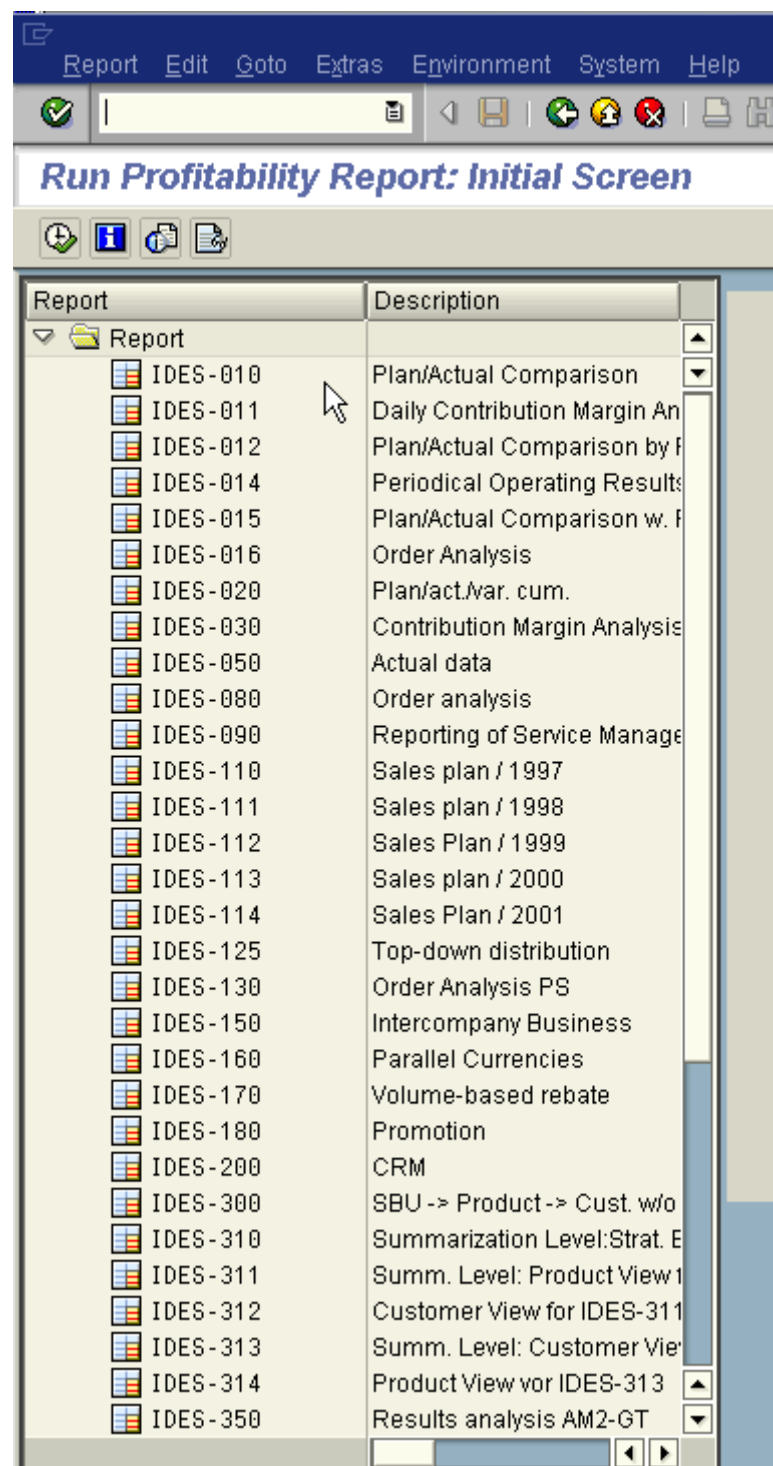 Report Edit Goto Extras Environment System Help
Run Profitability Report: Initial Screen
Report Description
Report
IDES-010 Plan/Actual Comparison
IDES-011 Daily Contribution Margin An
IDES-012 Plan/Actual Comparison by
IDES-014 Periodical Operating Results
IDES-015 Plan/Actual Comparison w.
IDES-016 Order Analysis
IDES-020 Plan/act./var. cum.
IDES-030 Contribution Margin Analysis
IDES-050 Actual data
IDES-080 Order analysis
IDES-090 Reporting of Service Manage
IDES-110 Sales plan / 1997
IDES-111 Sales plan / 1998
IDES-112 Sales Plan / 1999
IDES-113 Sales plan / 2000
IDES-114 Sales Plan / 2001
IDES-125 Top-down distribution
IDES-130 Order Analysis PS
IDES-150 Intercompany Business
IDES-160 Parallel Currencies
IDES-170 Volume-based rebate
IDES-180 Promotion
IDES-200 CRM
IDES-300 SBU -> Product -> Cust. w/o
IDES-310 Summarization Level:Strat.
IDES-311 Summ. Level: Product View
IDES-312 Customer View for IDES-311
IDES-313 Summ. Level: Customer Vie
IDES-314 Product View vor IDES-313
IDES-350 Results analysis AM2-GT